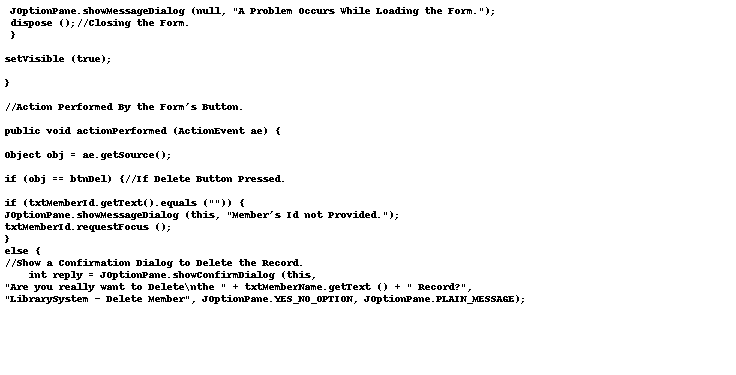 JOptionPane.showMessageDialog (null, "A Problem Occurs While Loading the Form.");
dispose ();//Closing the Form.
}
setVisible (true);
}
//Action Performed By the Form's Button.
public void actionPerformed (ActionEvent ae) {
Object obj = ae.getSource();
if (obj == btnDel) {//If Delete Button Pressed.
if (txtMemberId.getText().equals ("")) {
JOptionPane.showMessageDialog (this, "Member's Id not Provided.");
txtMemberId.requestFocus ();
}
else {
//Show a Confirmation Dialog to Delete the Record.
int reply = JOptionPane.showConfirmDialog (this,
"Are you really want to Delete\nthe " + txtMemberName.getText () + " Record?",
"LibrarySystem - Delete Member", JOptionPane.YES_NO_OPTION, JOptionPane.PLAIN_MESSAGE);